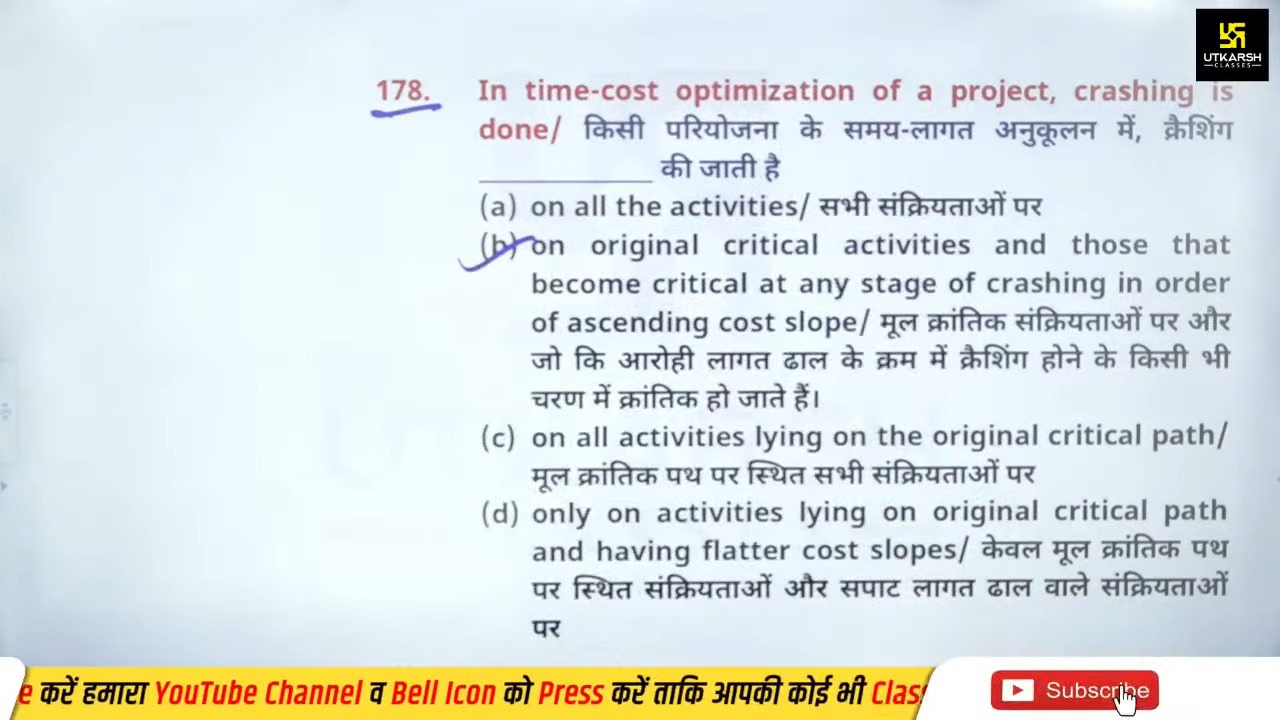 UTKARSH
CLASSES
178. In time-cost optimization of a project, crashing is
done/ किसी परियोजना के समय-लागत अनुकूलन में, क्रैशिंग
____________ की जाती है
(a) on all the activities/ सभी संक्रियताओं पर
(b) on original critical activities and those that
become critical at any stage of crashing in order
of ascending cost slope/ मूल क्रांतिक संक्रियताओं पर और
जो कि आरोही लागत ढाल के क्रम में क्रैशिंग होने के किसी भी
चरण में क्रांतिक हो जाते हैं।
(c) on all activities lying on the original critical path/
मूल क्रांतिक पथ पर स्थित सभी संक्रियताओं पर
(d) only on activities lying on original critical path
and having flatter cost slopes/ केवल मूल क्रांतिक पथ
पर स्थित संक्रियताओं और सपाट लागत ढाल वाले संक्रियताओं
पर
e करें हमारा YouTube Channel व Bell Icon को Press करें ताकि आपकी कोई भी Clas
Subscribe